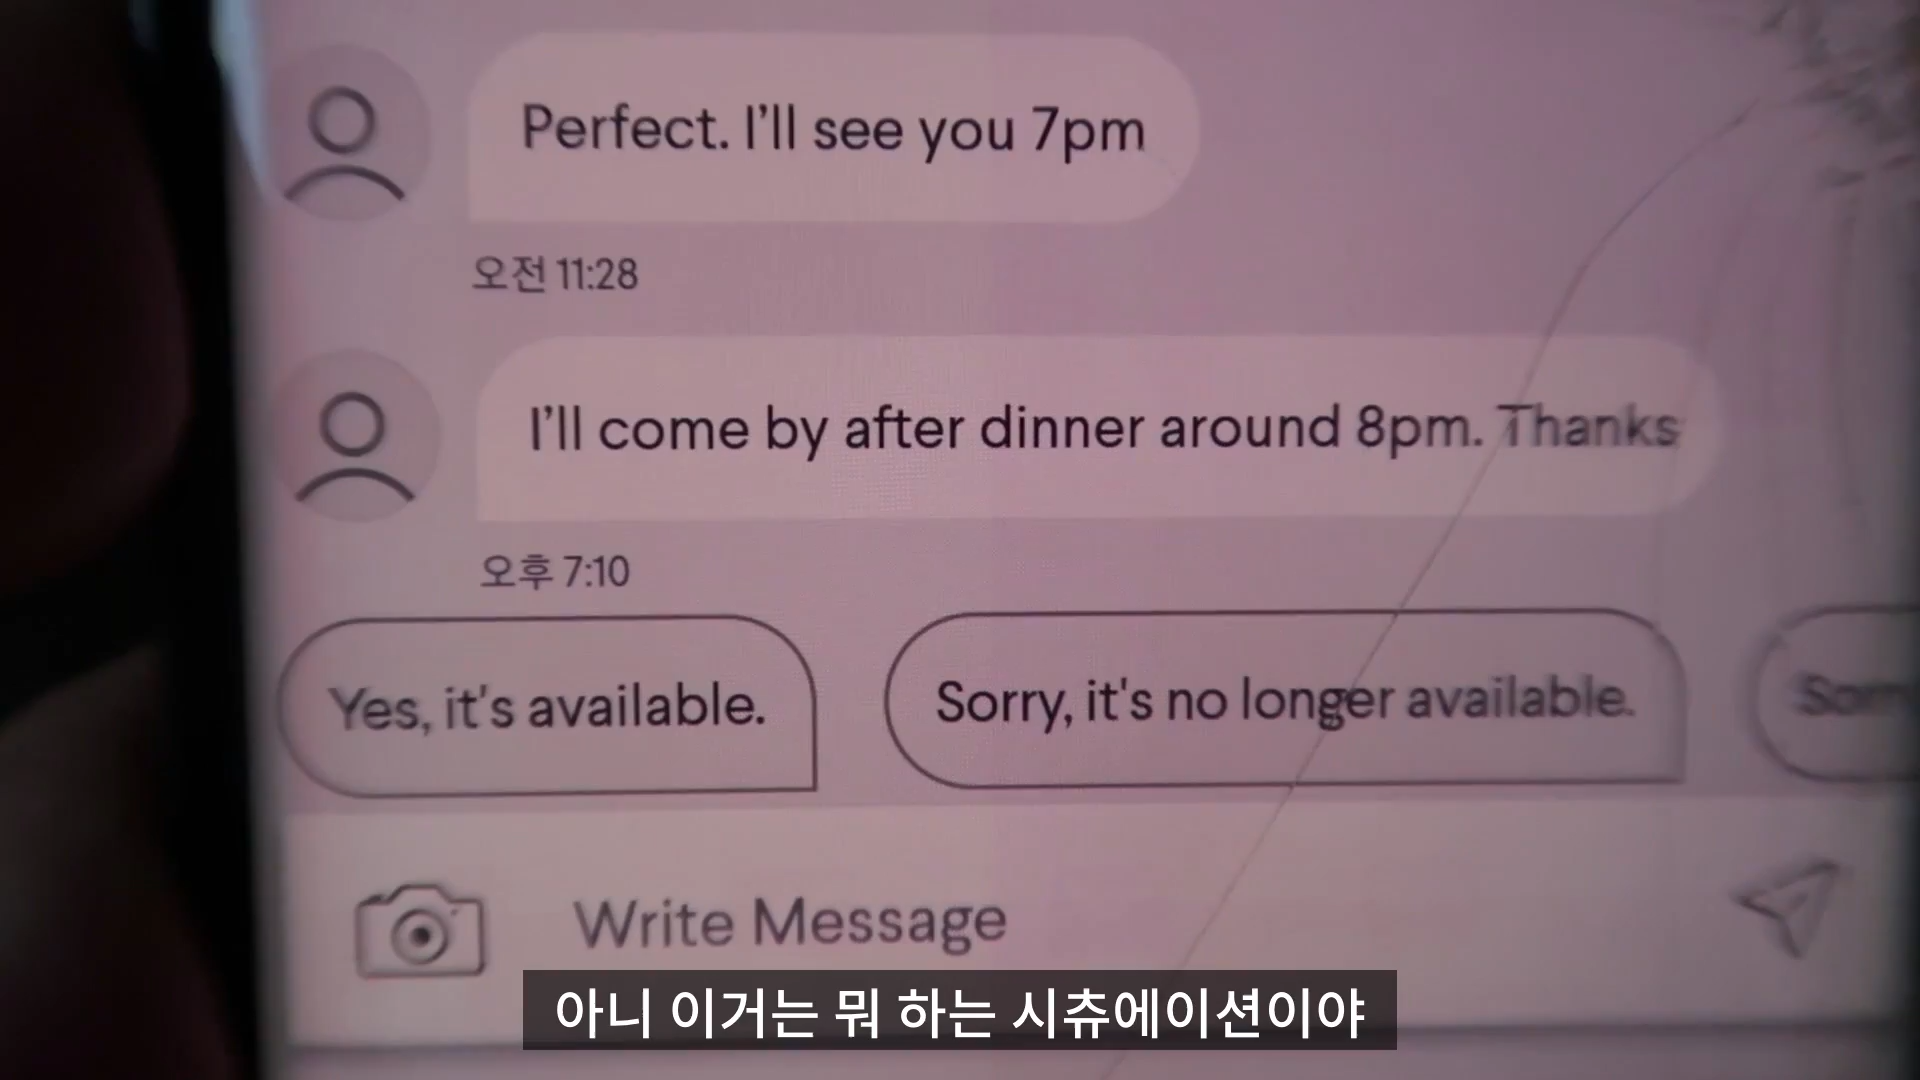 Perfect. I'll see you 7pm
오전 11:28
I'll come by after dinner around 8pm. Thanks
오후 7:10
Yes, it's available.
Sorry, it's no longer available.
Write Message
아니 이거는 뭐 하는 시츄에이션이야